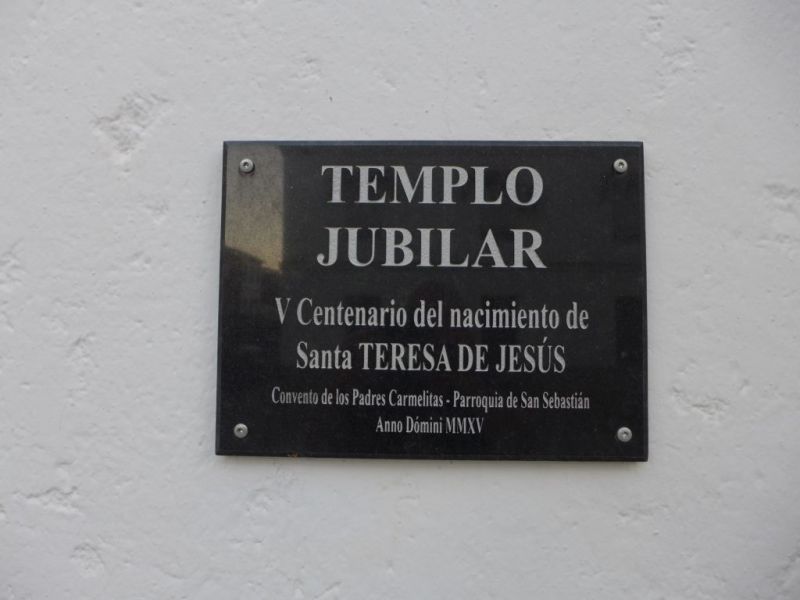 TEMPLO
JUBILAR
V Centenario del nacimiento de
Santa TERESA DE JESÚS
Convento de los Padres Carmelitas - Parroquia de San Sebastián
Anno Dómini MMXV